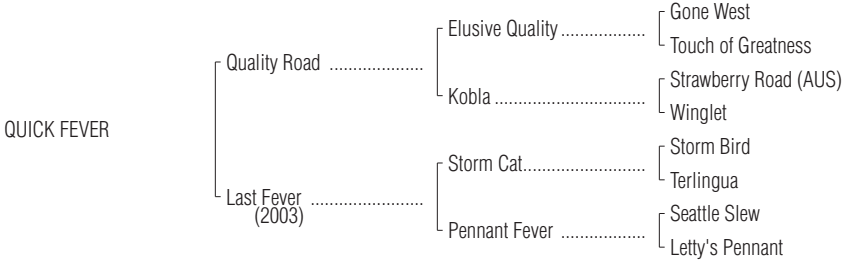 Gone West
Elusive Quality ...................
Touch of Greatness
Quality Road ....................
Strawberry Road (AUS)
Kobla .................................
Winglet
QUICK FEVER
Storm Bird
Storm Cat...........................
Terlingua
Last Fever ........................
(2003)
Seattle Slew
Pennant Fever ...................
Letty's Pennant